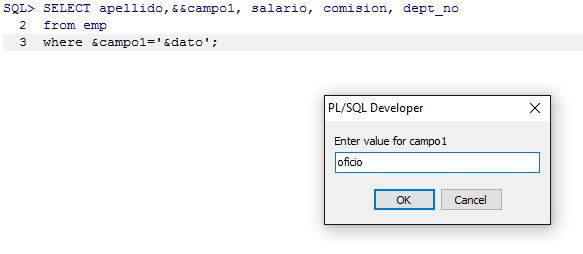 SQL> SELECT apellido,&&campo1, salario, comision, dept_no
2 from emp
3 where &campo1='&dato';
PL/SQL Developer
Enter value for campo1
oficio
OK Cancel